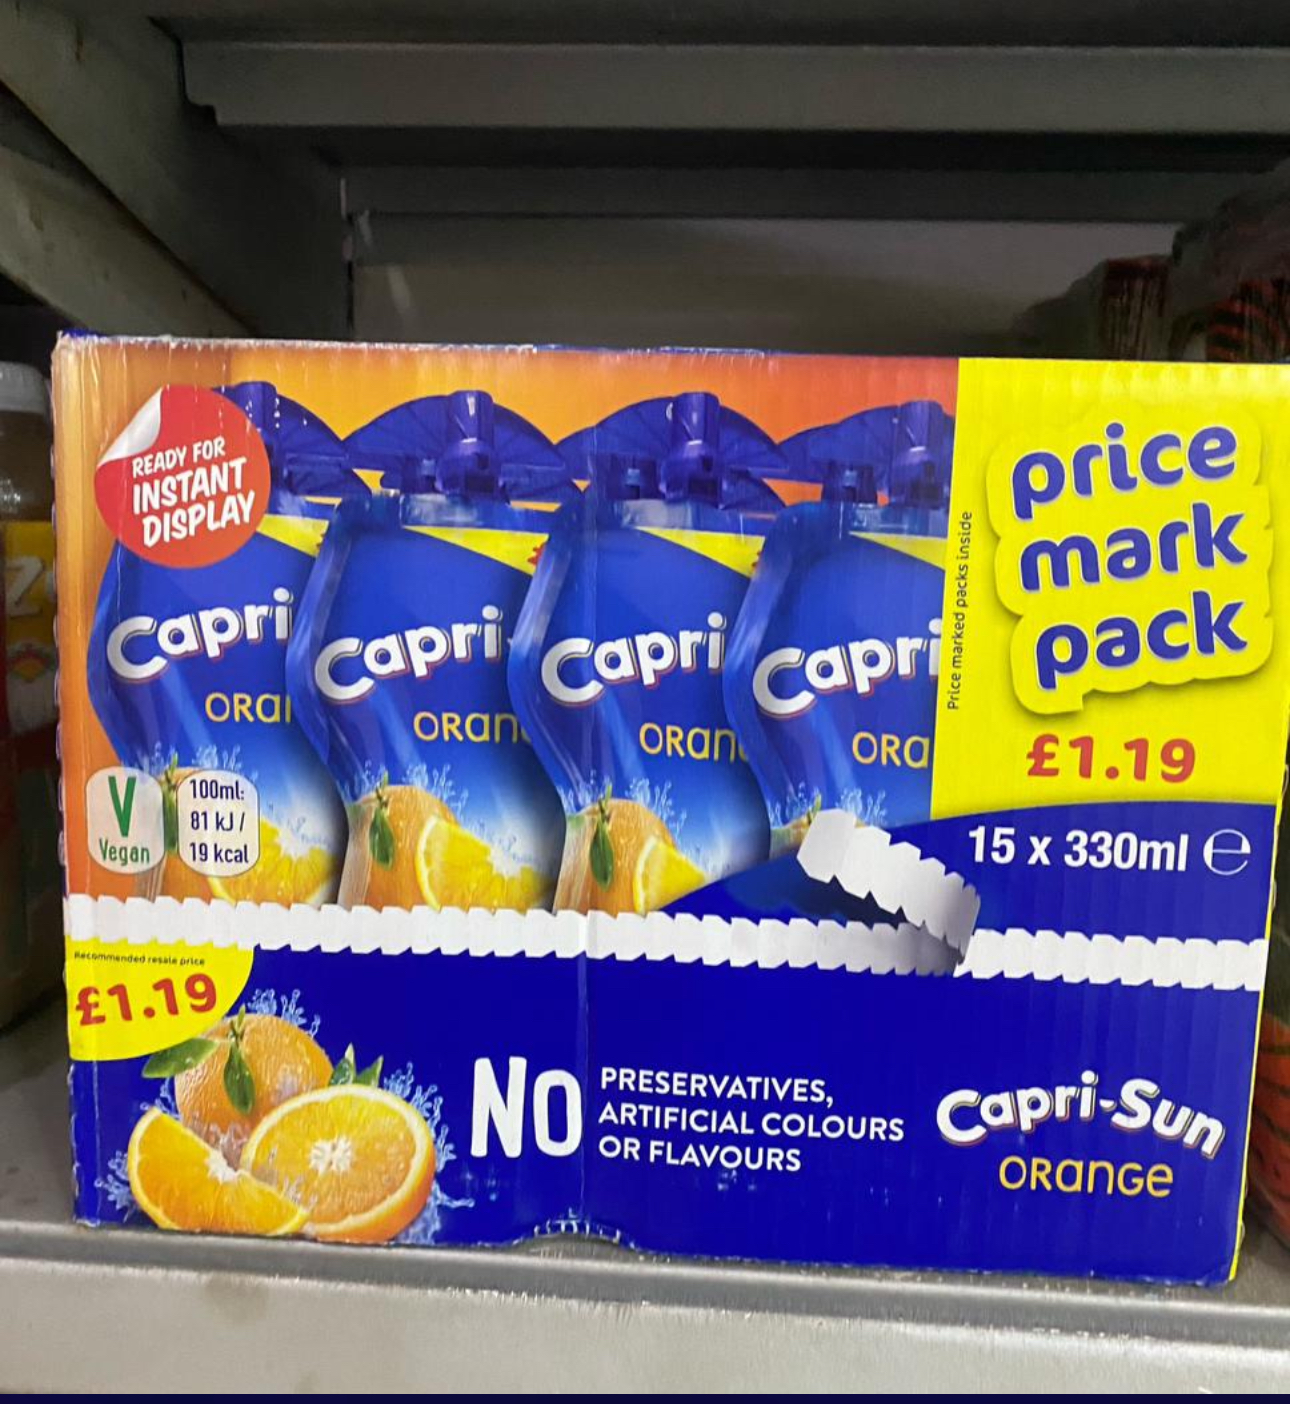 READY FOR
INSTANT
DISPLAY
Capri
ORAI
Capri-
ORAN
Capri
ORAN
Capri
ORA
Price marked packs inside
price
mark
pack
£1.19
V
Vegan
100ml:
81 kJ /
19 kcal
15 x 330ml ℮
Recommended resale price
£1.19
NO
PRESERVATIVES,
ARTIFICIAL COLOURS
OR FLAVOURS
Capri-Sun
ORANGE